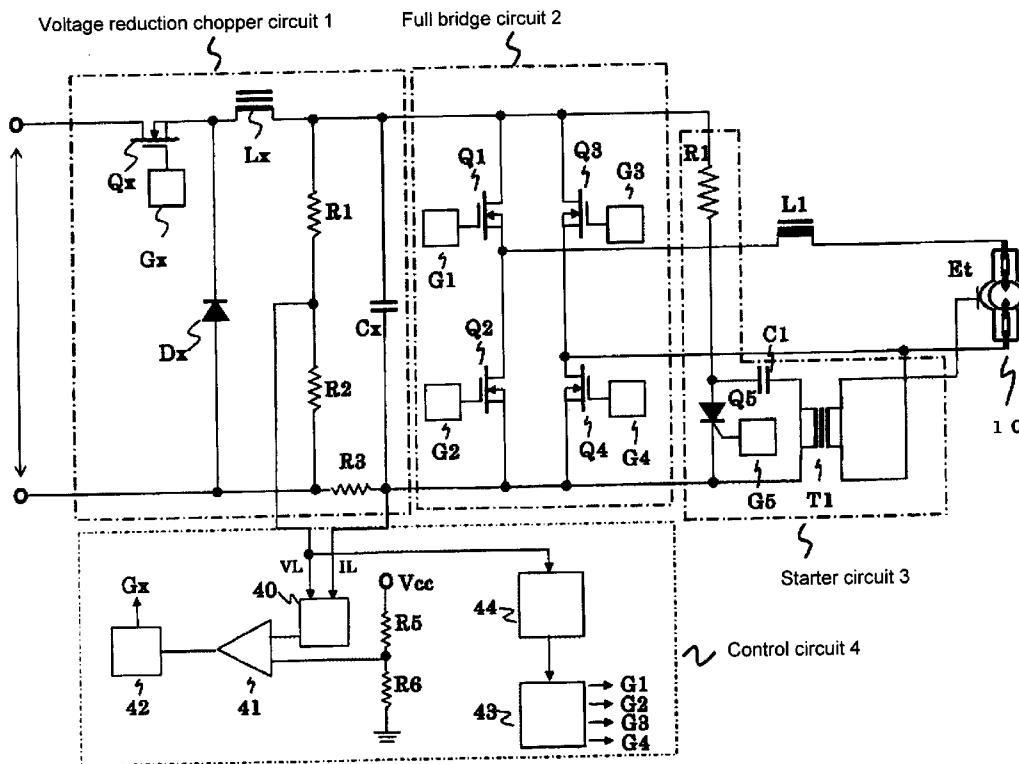 Voltage reduction chopper circuit 1
Full bridge circuit 2
Qx
Lx
Gx
R1
Dx
Cx
R2
R3
Q1
Q3
G3
G1
Q2
G2
Q4
G4
R1
L1
Et
C1
Q5
G5
T1
1 0
Starter circuit 3
VL
IL
Vcc
Gx
40
R5
44
Control circuit 4
42
41
R6
43
G1
G2
G3
G4